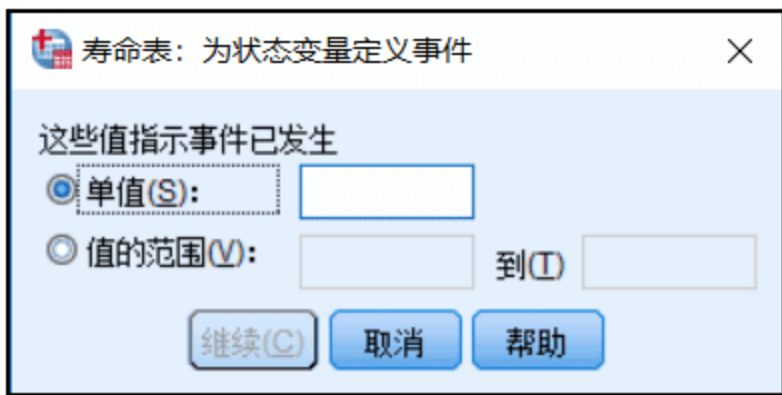 寿命表：为状态变量定义事件
这些值指示事件已发生
单值(S):
值的范围(V): 到(T)
继续(C) 取消 帮助